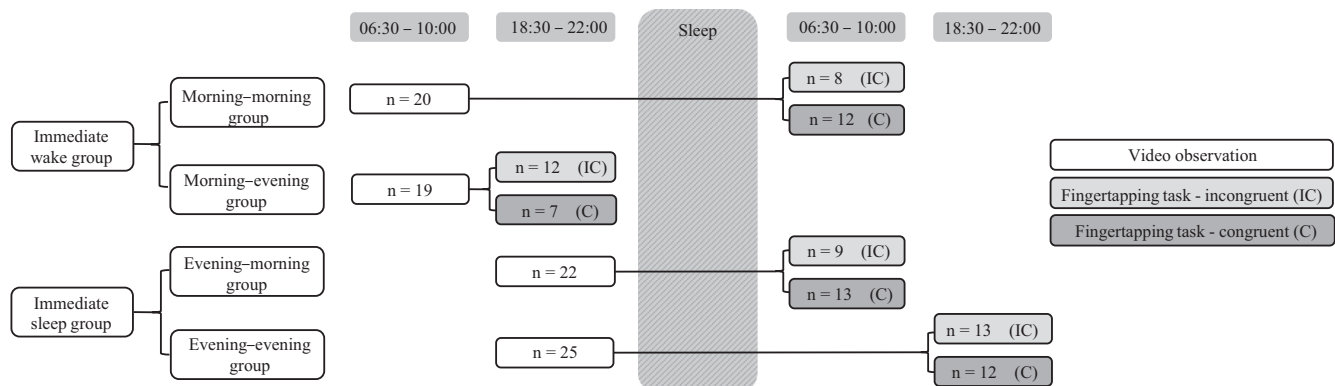 06:30 – 10:00
18:30 – 22:00
Sleep
06:30 – 10:00
18:30 – 22:00
Immediate
wake group
Morning–morning
group
n = 20
n = 8 (IC)
n = 12 (C)
Morning–evening
group
n = 19
n = 12 (IC)
n = 7 (C)
Immediate
sleep group
Evening–morning
group
n = 22
n = 9 (IC)
n = 13 (C)
Evening–evening
group
n = 25
n = 13 (IC)
n = 12 (C)
Video observation
Fingertapping task - incongruent (IC)
Fingertapping task - congruent (C)